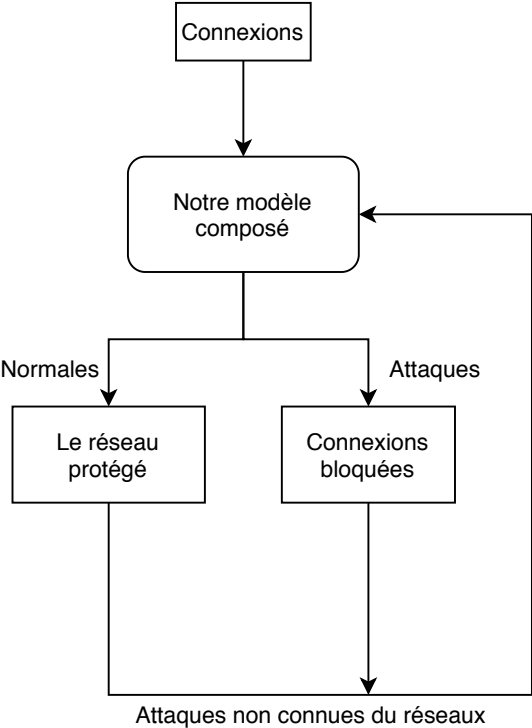 Connexions
Notre modèle
composé
Normales
Attaques
Le réseau
protégé
Connexions
bloquées
Attaques non connues du réseaux